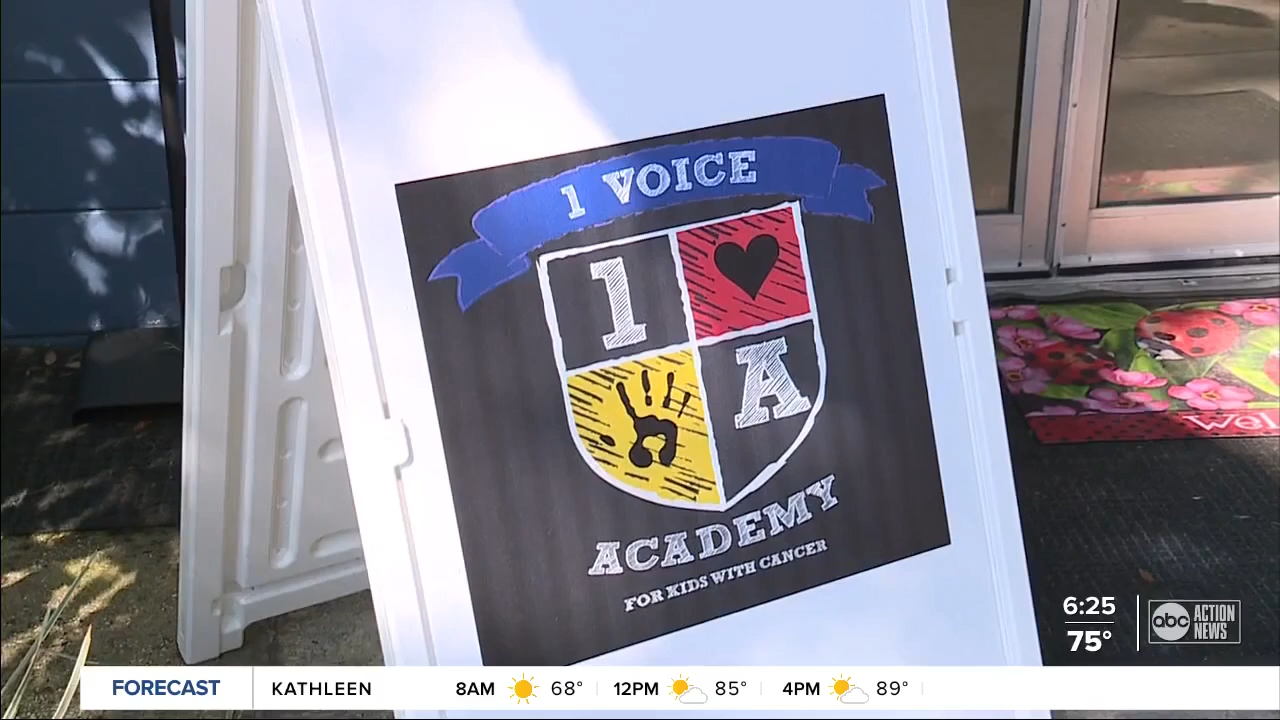 1 VOICE
1
A
ACADEMY
FOR KIDS WITH CANCER
Wel
6:25
75°
abc ACTION NEWS
FORECAST KATHLEEN 8AM 68° 12PM 85° 4PM 89°